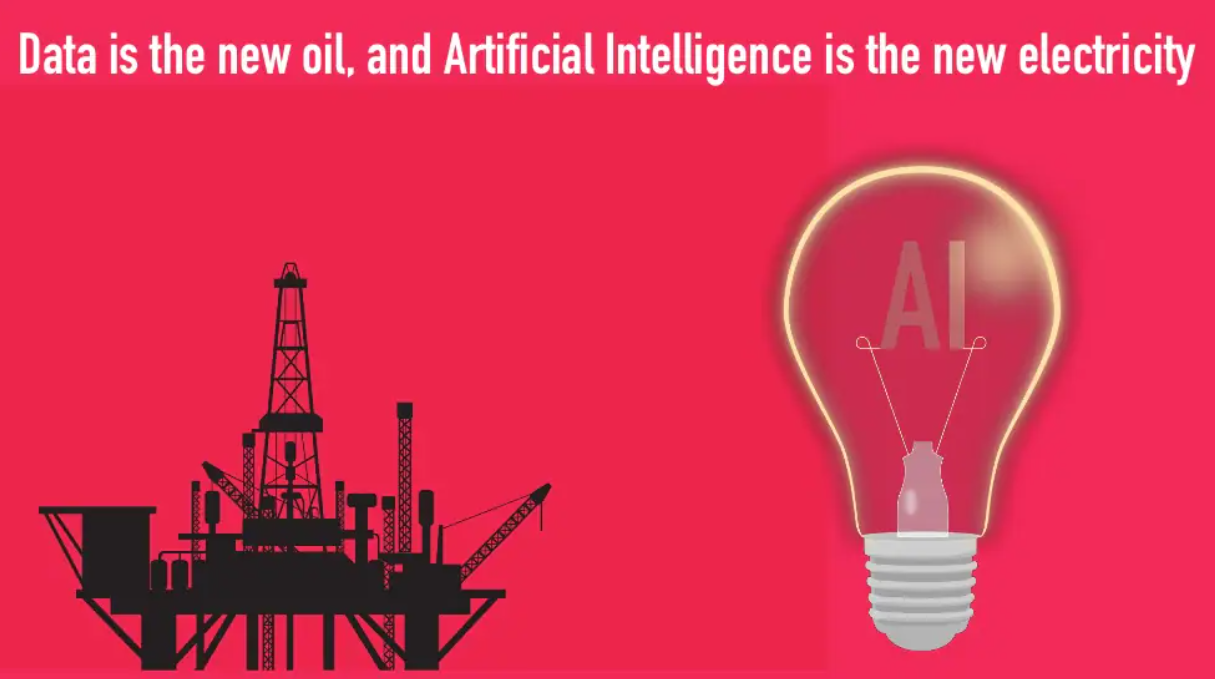 Data is the new oil, and Artificial Intelligence is the new electricity
AI